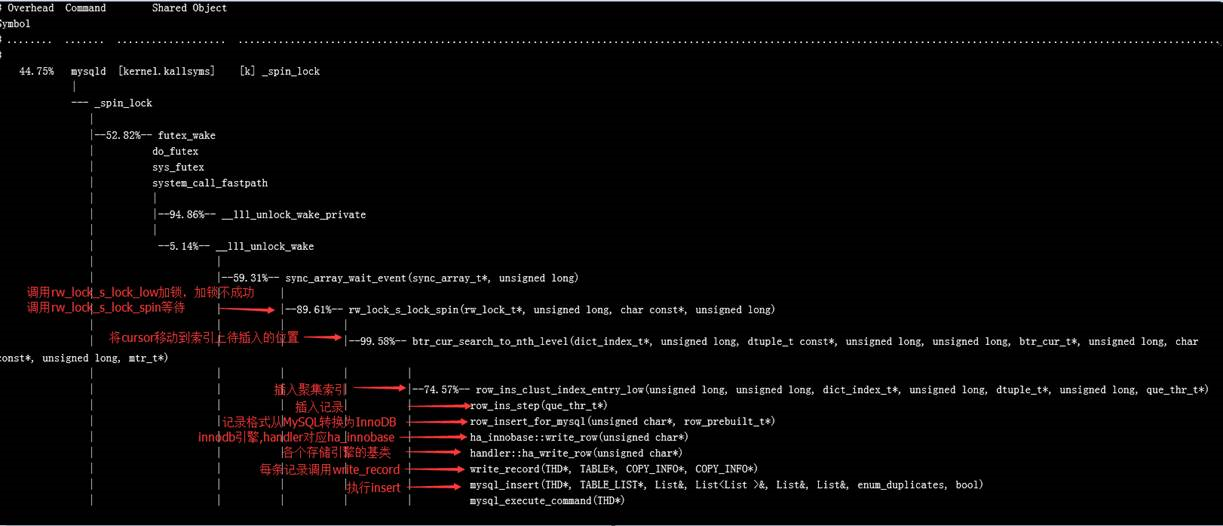 Overhead  Command        Shared Object
Symbol
........  .......  ..................  ..............................................................................
44.75%   mysqld  [kernel.kallsyms]    [k] _spin_lock
|
--- _spin_lock
|
|--52.82%-- futex_wake
do_futex
sys_futex
system_call_fastpath
|
|--94.86%-- __lll_unlock_wake_private
|
--5.14%-- __lll_unlock_wake
|
|--59.31%-- sync_array_wait_event(sync_array_t*, unsigned long)
调用rw_lock_s_lock_low加锁，加锁不成功
调用rw_lock_s_lock_spin等待 |--89.61%-- rw_lock_s_lock_spin(rw_lock_t*, unsigned long, char const*, unsigned long)
将cursor移动到索引上待插入的位置 |--99.58%-- btr_cur_search_to_nth_level(dict_index_t*, unsigned long, dtuple_t const*, unsigned long, unsigned long, btr_cur_t*, unsigned long, char
const*, unsigned long, mtr_t*)
插入聚集索引 |--74.57%-- row_ins_clust_index_entry_low(unsigned long, unsigned long, dict_index_t*, unsigned long, dtuple_t*, unsigned long, que_thr_t*)
插入记录 row_ins_step(que_thr_t*)
记录格式从MySQL转换为InnoDB row_insert_for_mysql(unsigned char*, row_prebuilt_t*)
innodb引擎,handler对应ha_innobase ha_innobase::write_row(unsigned char*)
各个存储引擎的基类 handler::ha_write_row(unsigned char*)
每条记录调用write_record write_record(THD*, TABLE*, COPY_INFO*, COPY_INFO*)
执行insert mysql_insert(THD*, TABLE_LIST*, List&, List<List >&, List&, List&, enum_duplicates, bool)
mysql_execute_command(THD*)